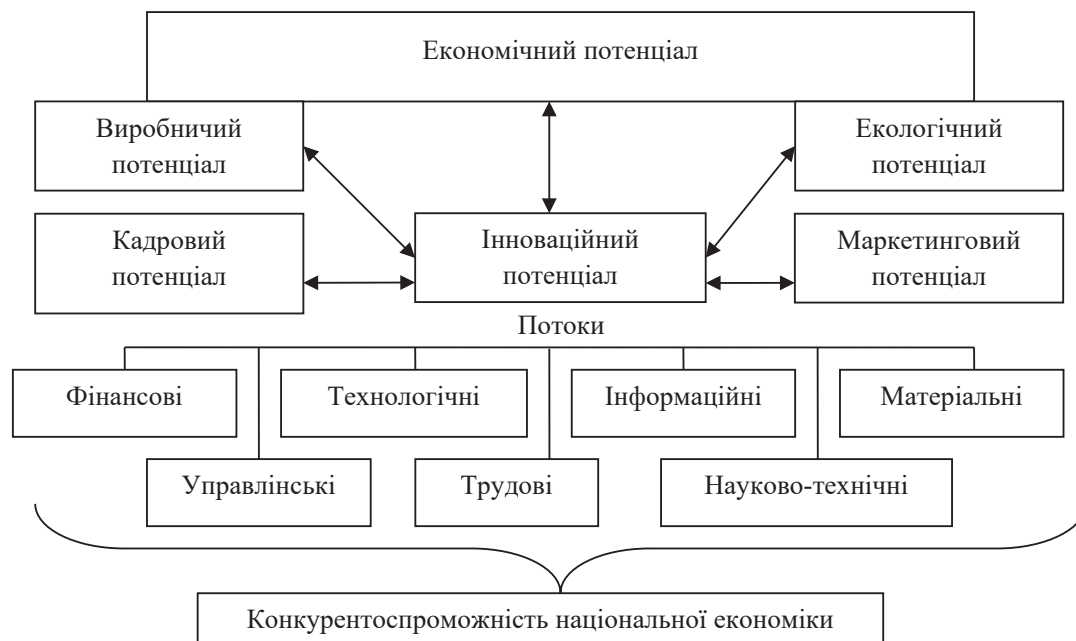 Економічний потенціал
Виробничий
потенціал
Екологічний
потенціал
Кадровий
потенціал
Інноваційний
потенціал
Маркетинговий
потенціал
Потоки
Фінансові
Технологічні
Інформаційні
Матеріальні
Управлінські
Трудові
Науково-технічні
Конкурентоспроможність національної економіки